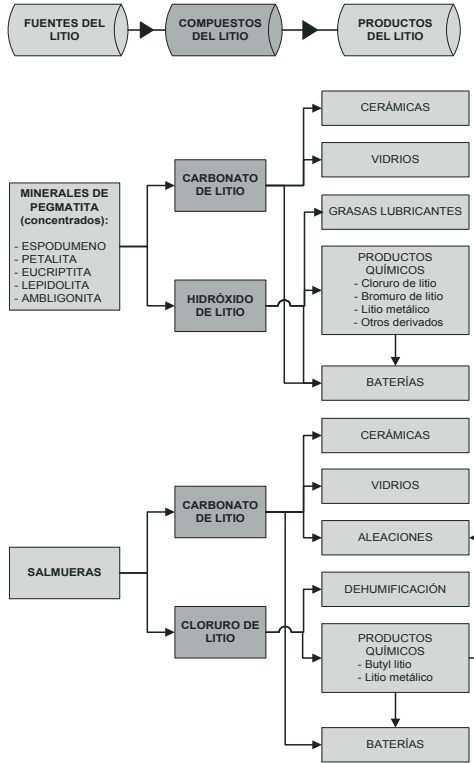 FUENTES DEL
LITIO
COMPUESTOS
DEL LITIO
PRODUCTOS
DEL LITIO
MINERALES DE
PEGMATITA
(concentrados):
- ESPODUMENO
- PETALITA
- EUCRIPTITA
- LEPIDOLITA
- AMBLIGONITA
CARBONATO
DE LITIO
HIDRÓXIDO
DE LITIO
CERÁMICAS
VIDRIOS
GRASAS LUBRICANTES
PRODUCTOS
QUÍMICOS
- Cloruro de litio
- Bromuro de litio
- Litio metálico
- Otros derivados
BATERÍAS
SALMUERAS
CARBONATO
DE LITIO
CLORURO DE
LITIO
CERÁMICAS
VIDRIOS
ALEACIONES
DEHUMIFICACIÓN
PRODUCTOS
QUÍMICOS
- Butyl litio
- Litio metálico
BATERÍAS